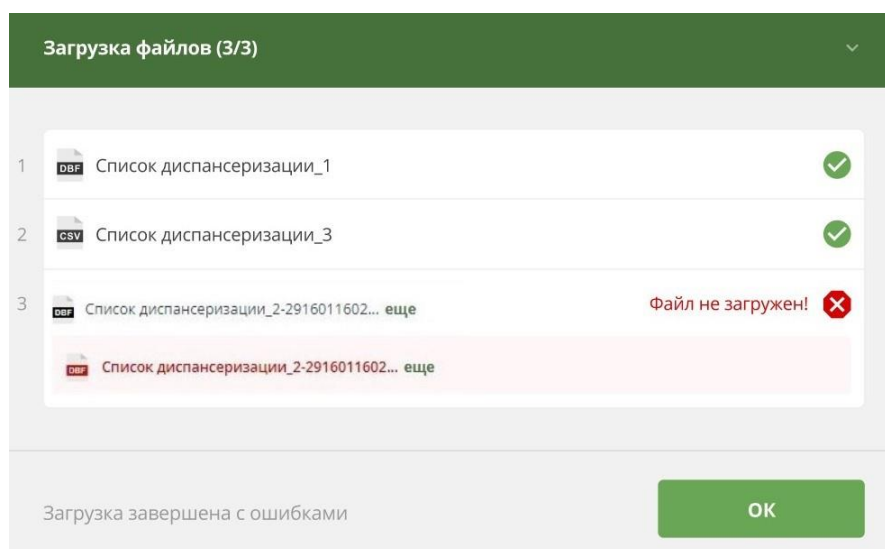 Загрузка файлов (3/3)
1 DBF Список диспансеризации_1
2 CSV Список диспансеризации_3
3 DBF Список диспансеризации_2-2916011602... еще Файл не загружен!
DBF Список диспансеризации_2-2916011602... еще
Загрузка завершена с ошибками
ОК